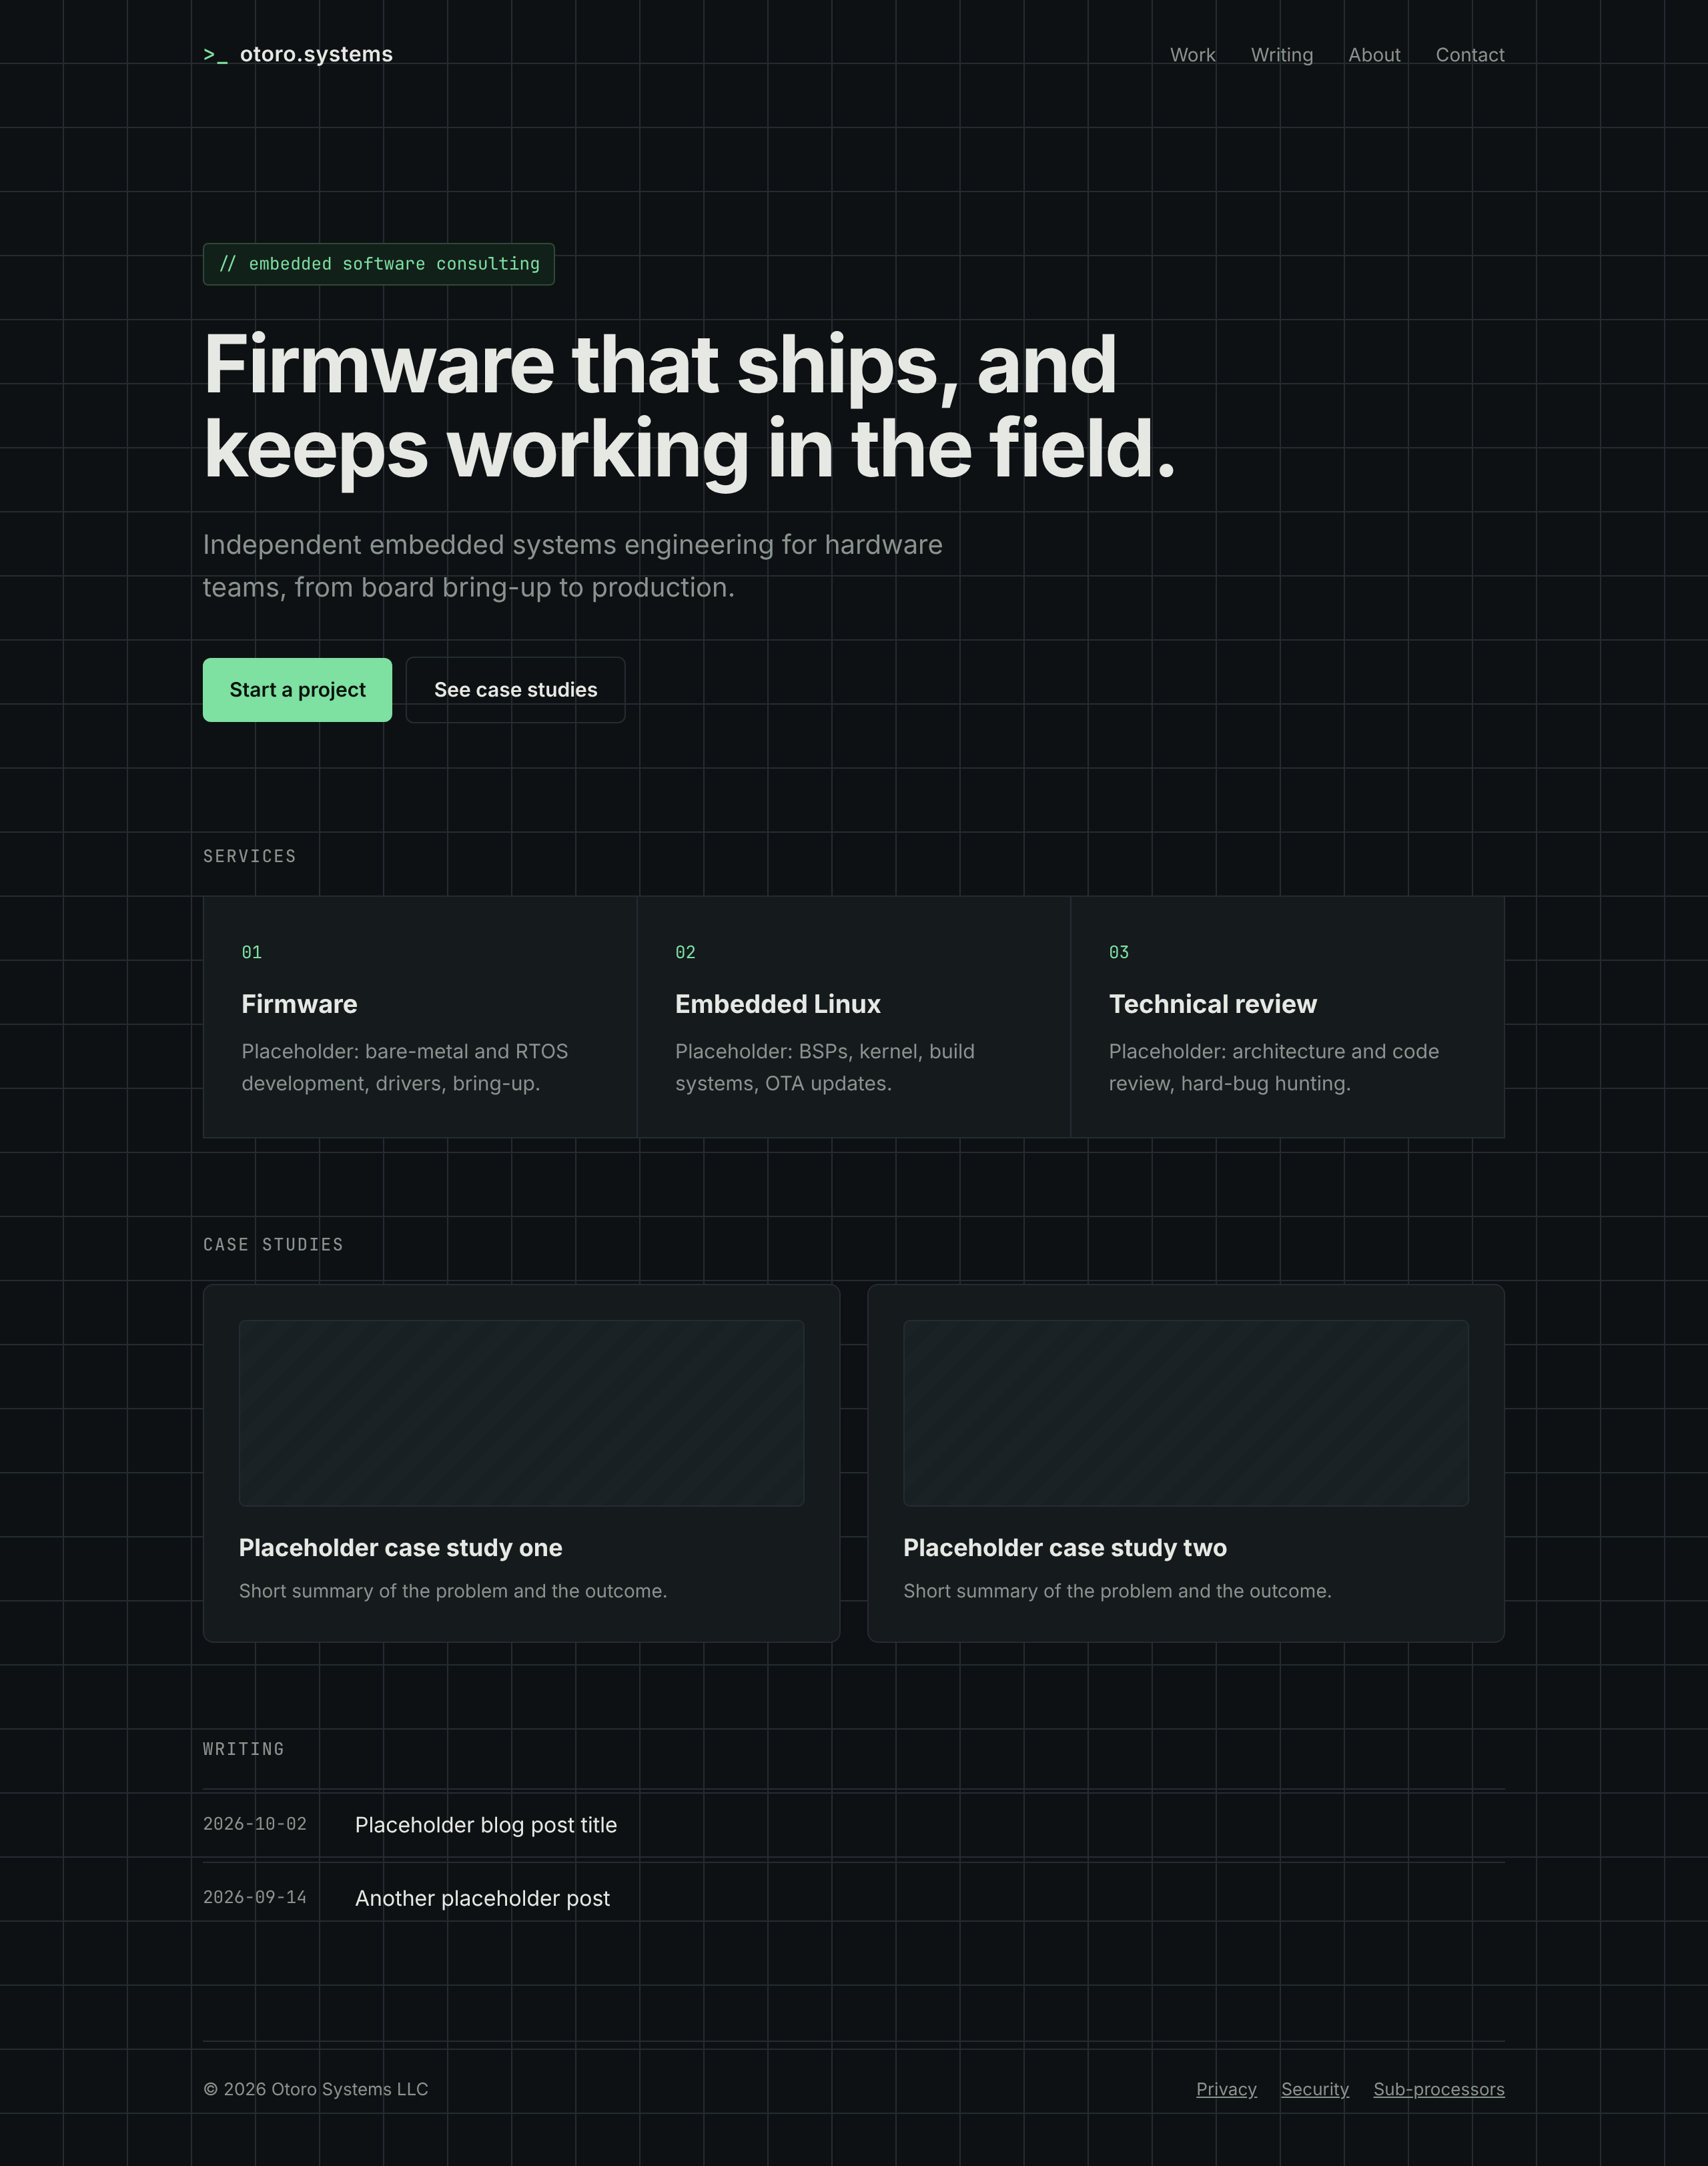 >_ otoro.systems
Work Writing About Contact
// embedded software consulting
Firmware that ships, and
keeps working in the field.
Independent embedded systems engineering for hardware
teams, from board bring-up to production.
Start a project
See case studies
SERVICES
01
Firmware
Placeholder: bare-metal and RTOS
development, drivers, bring-up.
02
Embedded Linux
Placeholder: BSPs, kernel, build
systems, OTA updates.
03
Technical review
Placeholder: architecture and code
review, hard-bug hunting.
CASE STUDIES
Placeholder case study one
Short summary of the problem and the outcome.
Placeholder case study two
Short summary of the problem and the outcome.
WRITING
2026-10-02 Placeholder blog post title
2026-09-14 Another placeholder post
© 2026 Otoro Systems LLC
Privacy Security Sub-processors